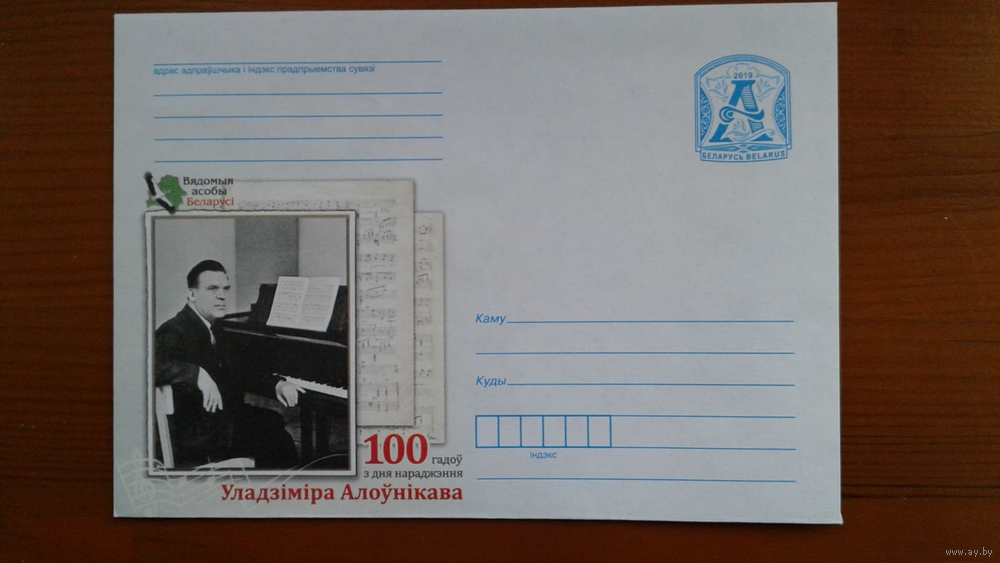 адрас адпраўшчыка і індэкс прадпрыемства сувязі
2019
А
БЕЛАРУСЬ BELARUS
Вядомыя
асобы
Беларусі
Каму
Куды
індэкс
100 гадоў
з дня нараджэння
Уладзіміра Алоўнікава
www.ay.by